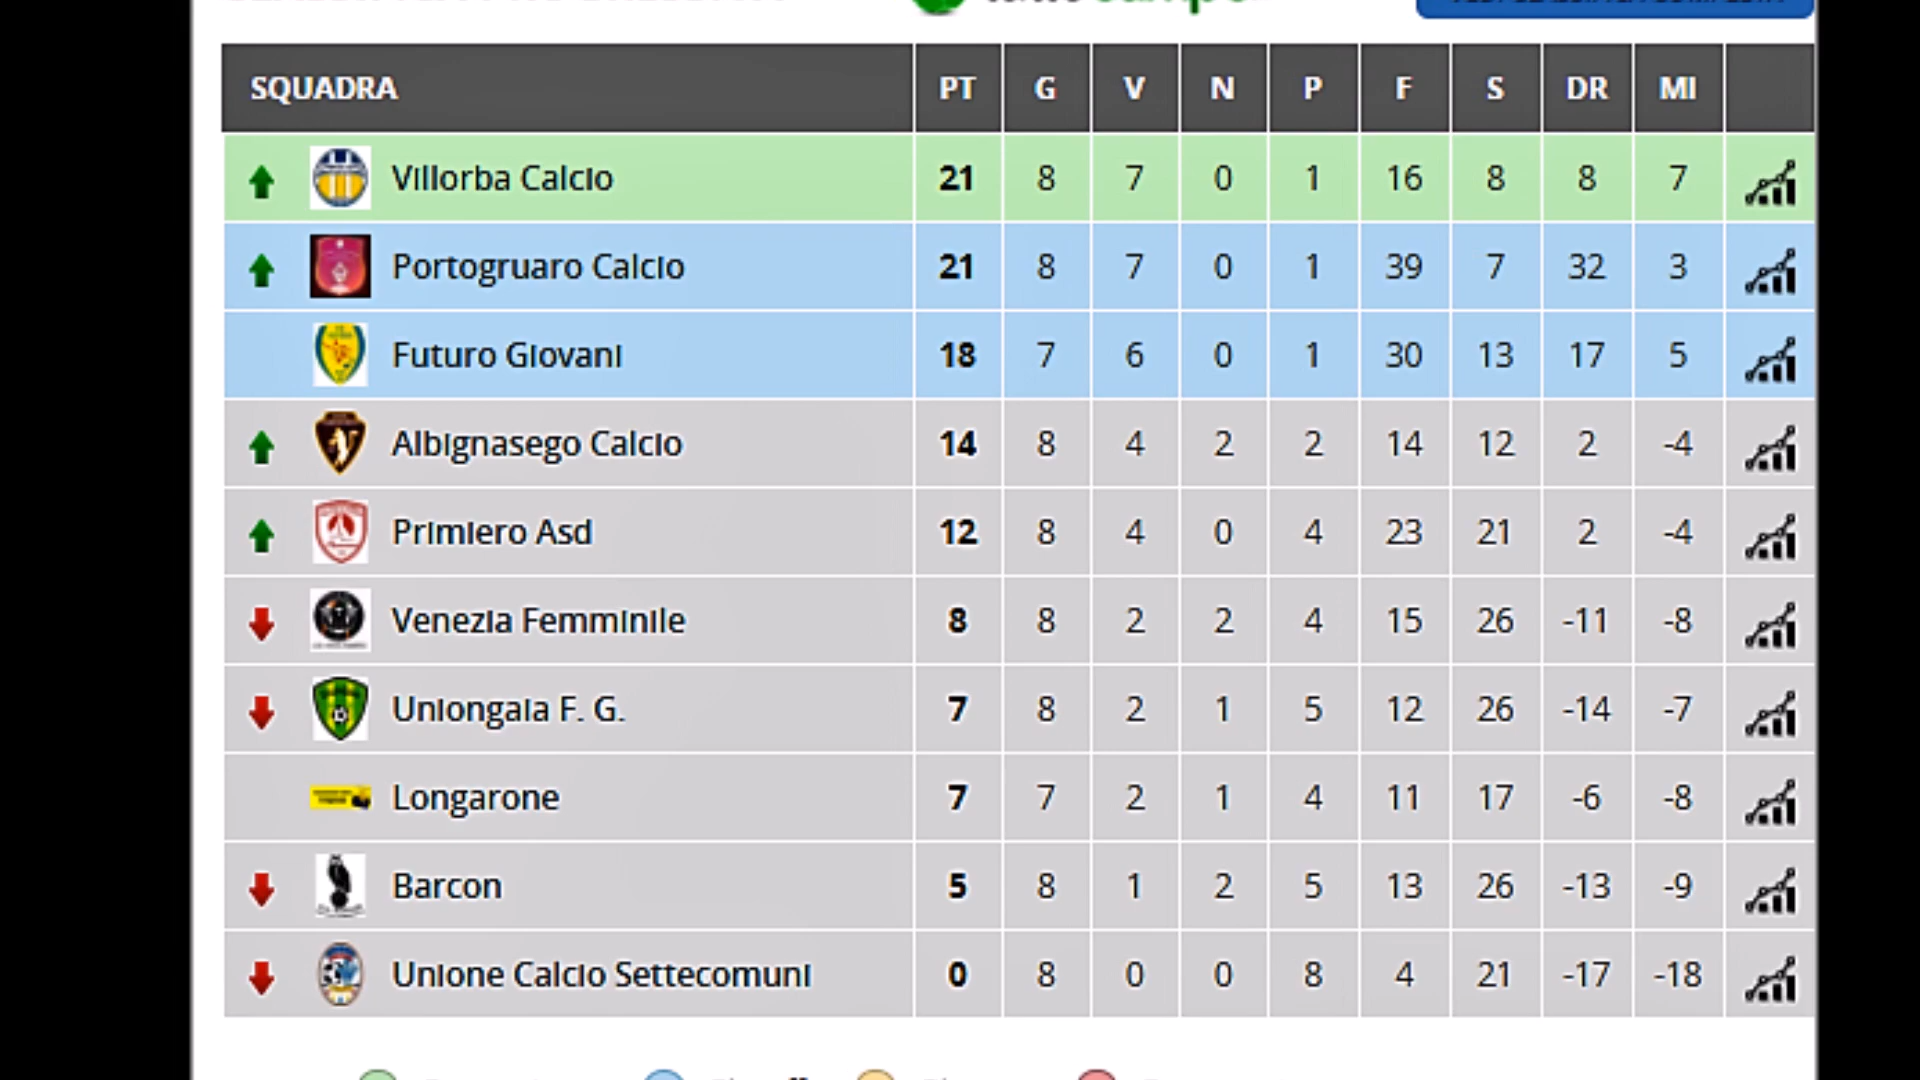 SQUADRA PT G V N P F S DR MI
Villorba Calcio 21 8 7 0 1 16 8 8 7
Portogruaro Calcio 21 8 7 0 1 39 7 32 3
Futuro Giovani 18 7 6 0 1 30 13 17 5
Albignasego Calcio 14 8 4 2 2 14 12 2 -4
Primiero Asd 12 8 4 0 4 23 21 2 -4
Venezia Femminile 8 8 2 2 4 15 26 -11 -8
Uniongaia F. G. 7 8 2 1 5 12 26 -14 -7
Longarone 7 7 2 1 4 11 17 -6 -8
Barcon 5 8 1 2 5 13 26 -13 -9
Unione Calcio Settecomuni 0 8 0 0 8 4 21 -17 -18